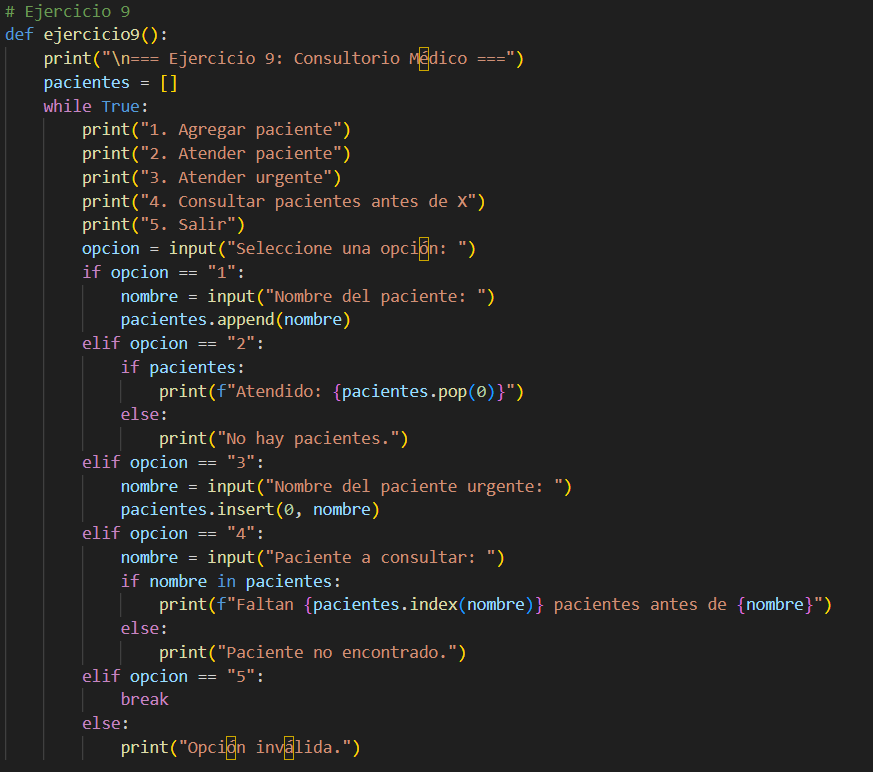 # Ejercicio 9
def ejercicio9():
    print("\n=== Ejercicio 9: Consultorio Médico ===")
    pacientes = []
    while True:
        print("1. Agregar paciente")
        print("2. Atender paciente")
        print("3. Atender urgente")
        print("4. Consultar pacientes antes de X")
        print("5. Salir")
        opcion = input("Seleccione una opción: ")
        if opcion == "1":
            nombre = input("Nombre del paciente: ")
            pacientes.append(nombre)
        elif opcion == "2":
            if pacientes:
                print(f"Atendido: {pacientes.pop(0)}")
            else:
                print("No hay pacientes.")
        elif opcion == "3":
            nombre = input("Nombre del paciente urgente: ")
            pacientes.insert(0, nombre)
        elif opcion == "4":
            nombre = input("Paciente a consultar: ")
            if nombre in pacientes:
                print(f"Faltan {pacientes.index(nombre)} pacientes antes de {nombre}")
            else:
                print("Paciente no encontrado.")
        elif opcion == "5":
            break
        else:
            print("Opción inválida.")